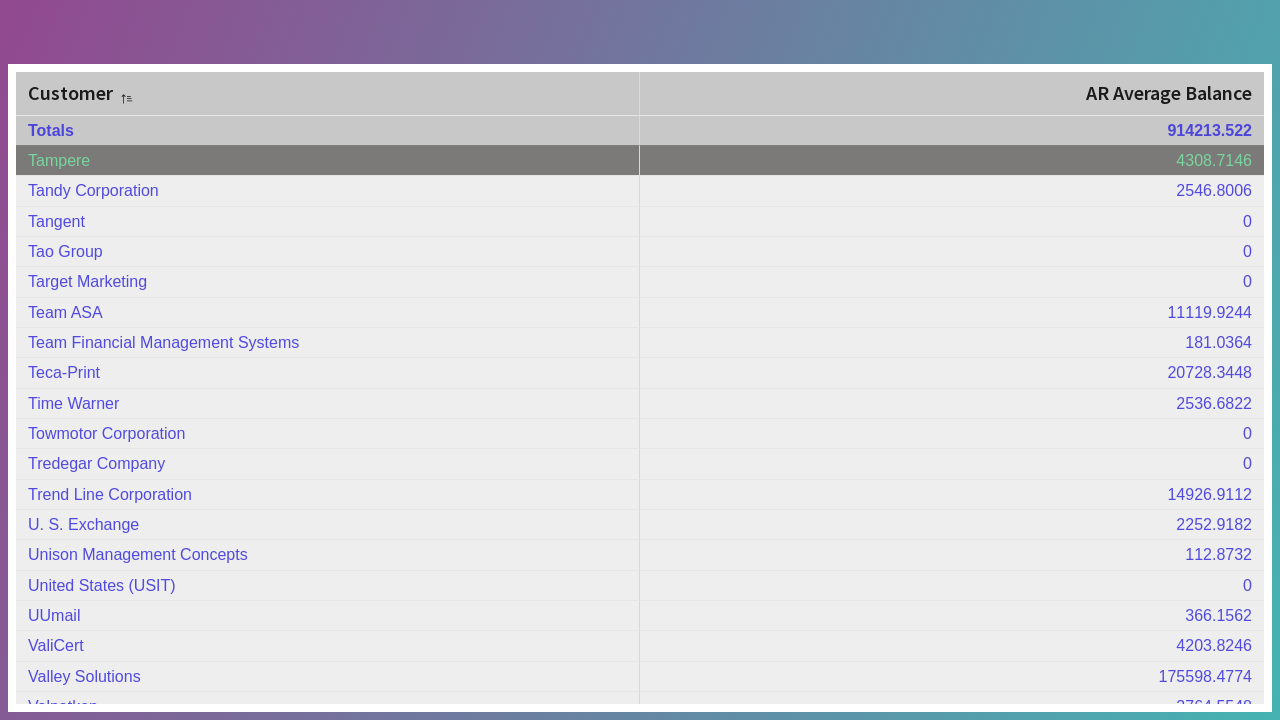 Customer AR Average Balance
Totals 914213.522
Tampere 4308.7146
Tandy Corporation 2546.8006
Tangent 0
Tao Group 0
Target Marketing 0
Team ASA 11119.9244
Team Financial Management Systems 181.0364
Teca-Print 20728.3448
Time Warner 2536.6822
Towmotor Corporation 0
Tredegar Company 0
Trend Line Corporation 14926.9112
U. S. Exchange 2252.9182
Unison Management Concepts 112.8732
United States (USIT) 0
UUmail 366.1562
ValiCert 4203.8246
Valley Solutions 175598.4774